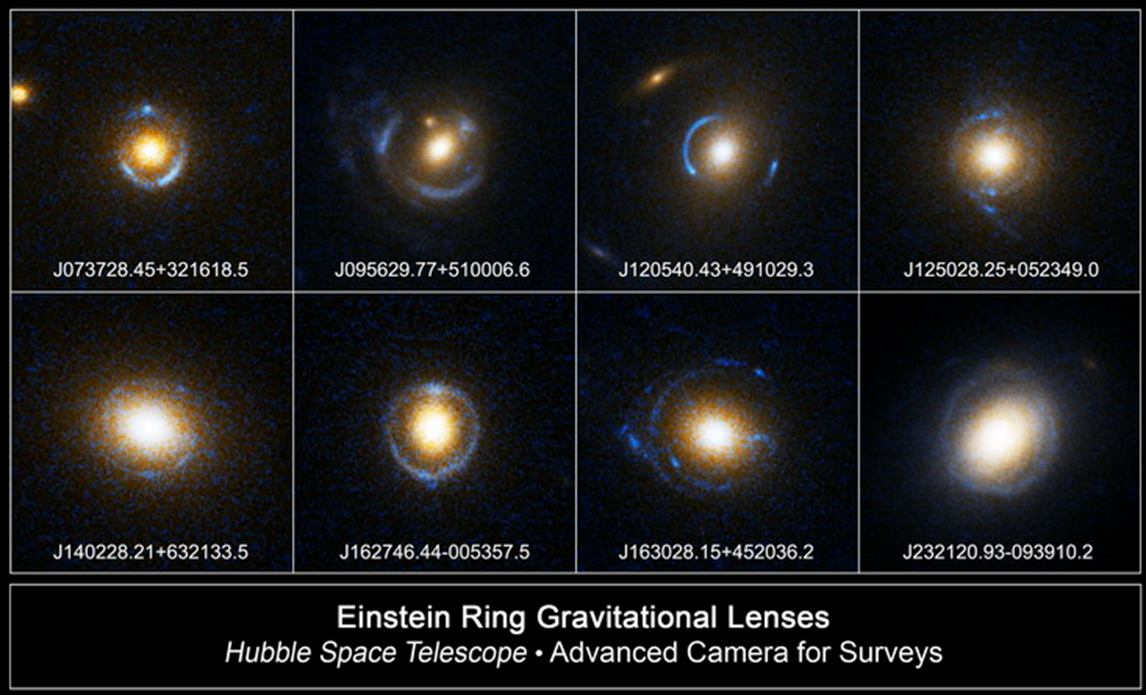 J073728.45+321618.5
J095629.77+510006.6
J120540.43+491029.3
J125028.25+052349.0
J140228.21+632133.5
J162746.44-005357.5
J163028.15+452036.2
J232120.93-093910.2
Einstein Ring Gravitational Lenses
Hubble Space Telescope • Advanced Camera for Surveys